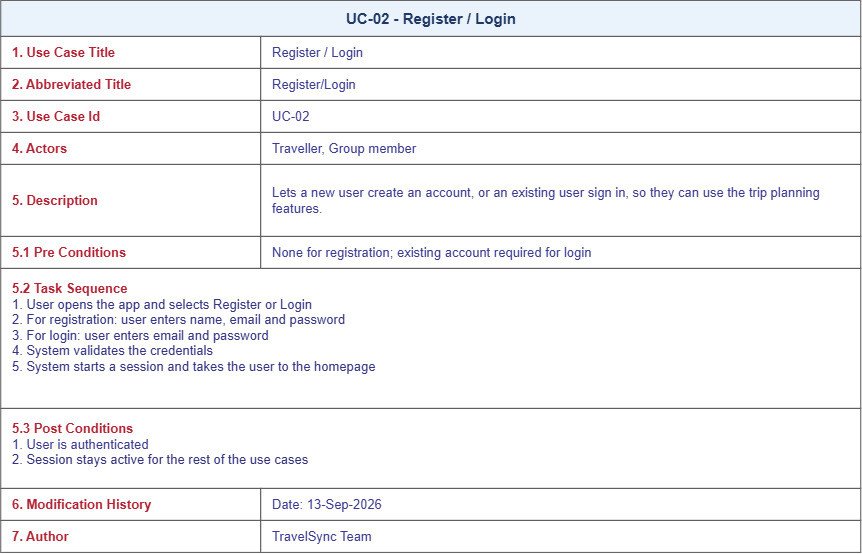 UC-02 - Register / Login
1. Use Case Title Register / Login
2. Abbreviated Title Register/Login
3. Use Case Id UC-02
4. Actors Traveller, Group member
5. Description Lets a new user create an account, or an existing user sign in, so they can use the trip planning
features.
5.1 Pre Conditions None for registration; existing account required for login
5.2 Task Sequence
1. User opens the app and selects Register or Login
2. For registration: user enters name, email and password
3. For login: user enters email and password
4. System validates the credentials
5. System starts a session and takes the user to the homepage
5.3 Post Conditions
1. User is authenticated
2. Session stays active for the rest of the use cases
6. Modification History Date: 13-Sep-2026
7. Author TravelSync Team